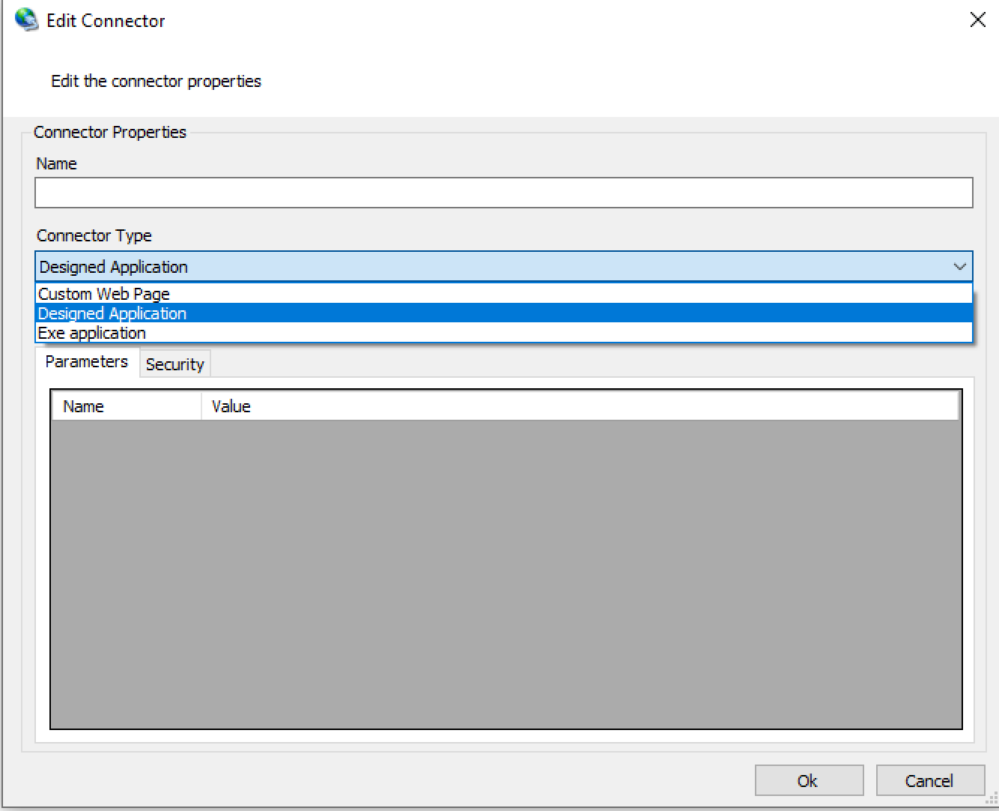 Edit Connector
Edit the connector properties
Connector Properties
Name
Connector Type
Designed Application
Custom Web Page
Designed Application
Exe application
Parameters Security
Name Value
Ok Cancel